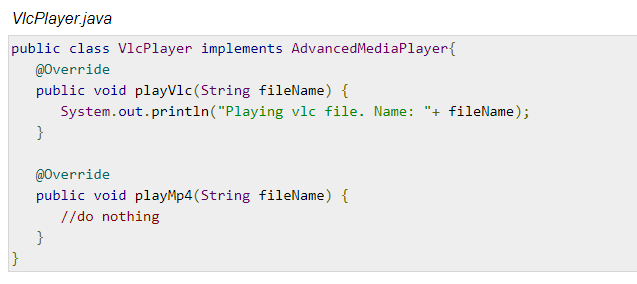 VlcPlayer.java
public class VlcPlayer implements AdvancedMediaPlayer{
@Override
public void playVlc(String fileName) {
System.out.println("Playing vlc file. Name: "+ fileName);
}
@Override
public void playMp4(String fileName) {
//do nothing
}
}